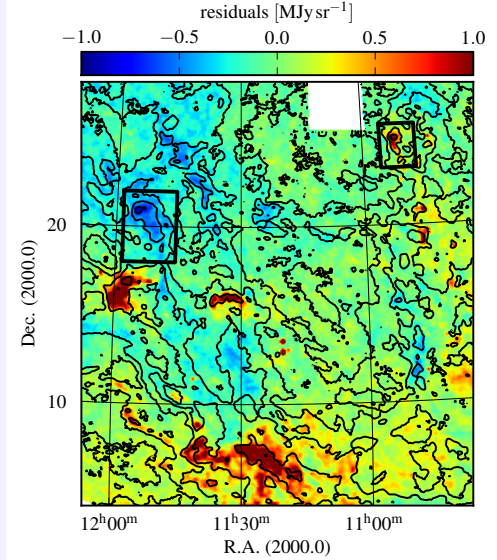 residuals [MJy sr⁻¹]
−1.0 −0.5 0.0 0.5 1.0
20
Dec. (2000.0)
10
12ʰ00ᵐ 11ʰ30ᵐ 11ʰ00ᵐ
R.A. (2000.0)